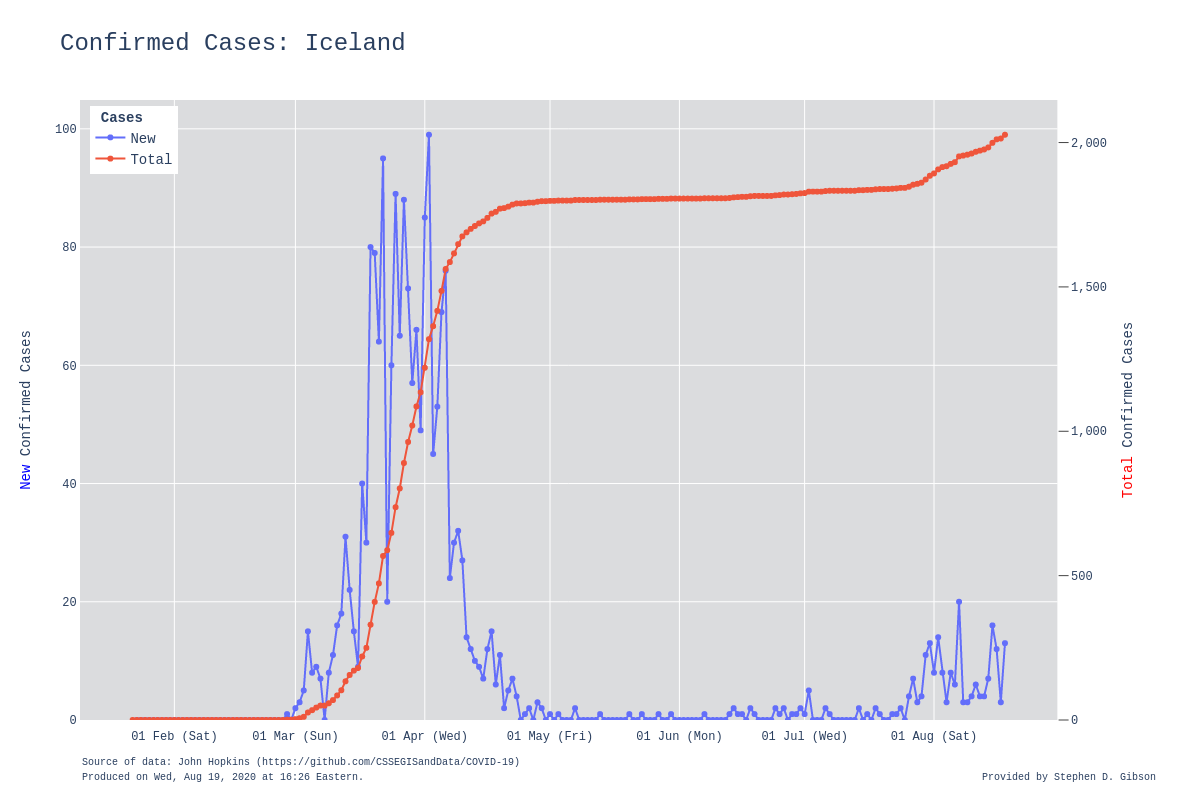 Confirmed Cases: Iceland
Cases
New
Total
100
80
60
40
20
0
2,000
1,500
1,000
500
0
New Confirmed Cases
Total Confirmed Cases
01 Feb (Sat) 01 Mar (Sun) 01 Apr (Wed) 01 May (Fri) 01 Jun (Mon) 01 Jul (Wed) 01 Aug (Sat)
Source of data: John Hopkins (https://github.com/CSSEGISandData/COVID-19)
Produced on Wed, Aug 19, 2020 at 16:26 Eastern.
Provided by Stephen D. Gibson